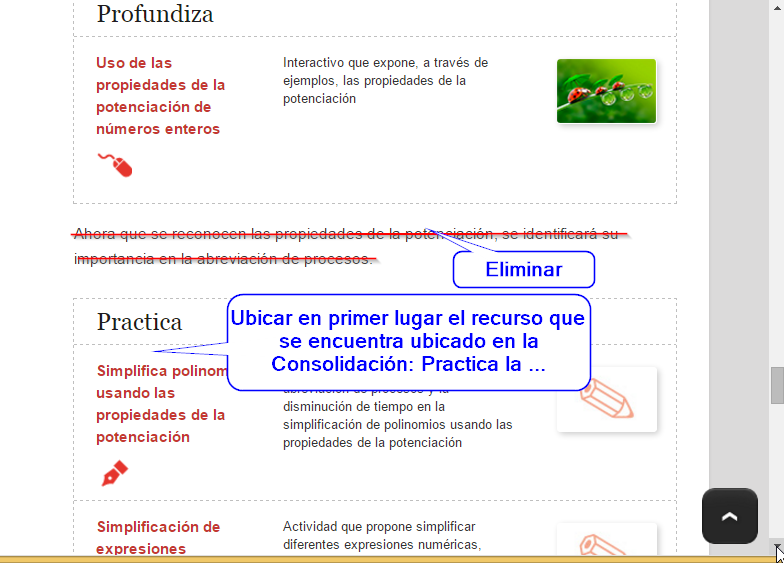 Profundiza
Uso de las
propiedades de la
potenciación de
números enteros
Interactivo que expone, a través de
ejemplos, las propiedades de la
potenciación
Ahora que se reconocen las propiedades de la potenciación, se identificará su
importancia en la abreviación de procesos.
Eliminar
Ubicar en primer lugar el recurso que
se encuentra ubicado en la
Consolidación: Practica la ...
Practica
Simplifica polinom
usando las
propiedades de la
potenciación
abreviación de procesos y la
disminución de tiempo en la
simplificación de polinomios usando las
propiedades de la potenciación
Simplificación de
expresiones
Actividad que propone simplificar
diferentes expresiones numéricas,